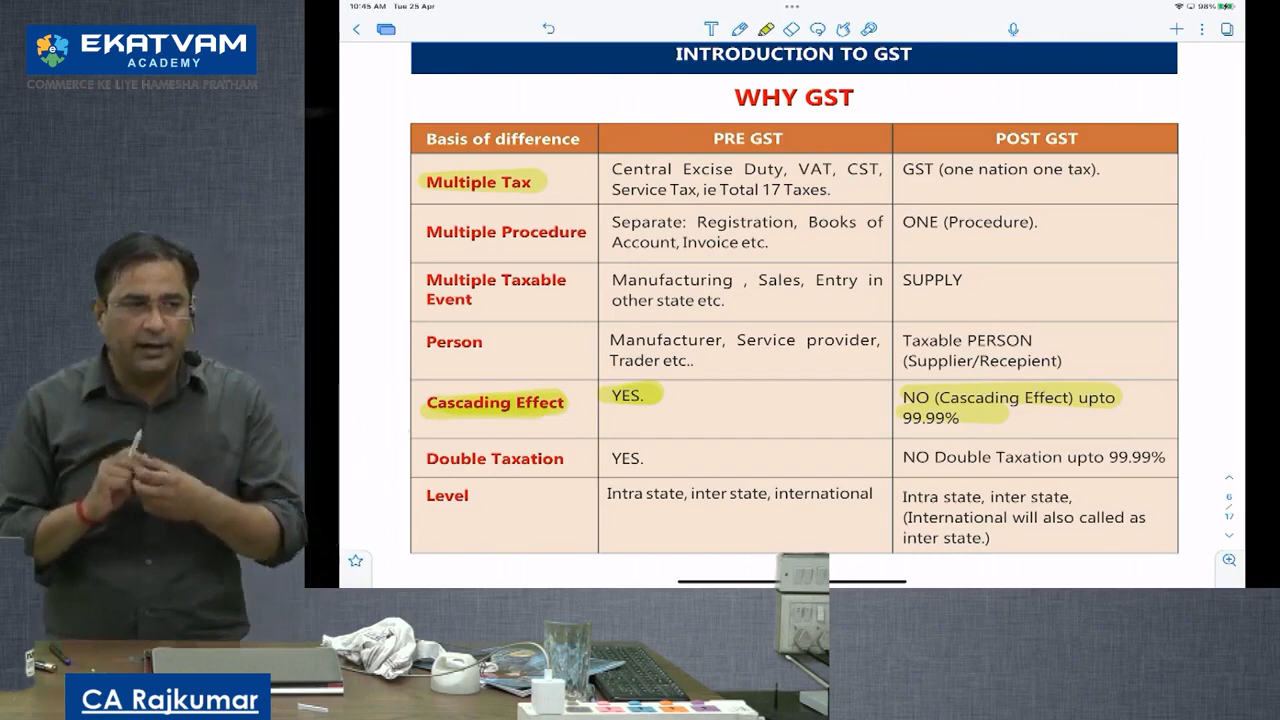 10:45 AM Tue 25 Apr
98%
EKATVAM
ACADEMY
COMMERCE KE LIYE HAMESHA PRATHAM
INTRODUCTION TO GST
WHY GST
Basis of difference PRE GST POST GST
Multiple Tax
Central Excise Duty, VAT, CST,
Service Tax, ie Total 17 Taxes.
GST (one nation one tax).
Multiple Procedure
Separate: Registration, Books of
Account, Invoice etc.
ONE (Procedure).
Multiple Taxable
Event
Manufacturing , Sales, Entry in
other state etc.
SUPPLY
Person
Manufacturer, Service provider,
Trader etc..
Taxable PERSON
(Supplier/Recepient)
Cascading Effect
YES.
NO (Cascading Effect) upto
99.99%
Double Taxation
YES.
NO Double Taxation upto 99.99%
Level
Intra state, inter state, international
Intra state, inter state,
(International will also called as
inter state.)
6
17
CA Rajkumar